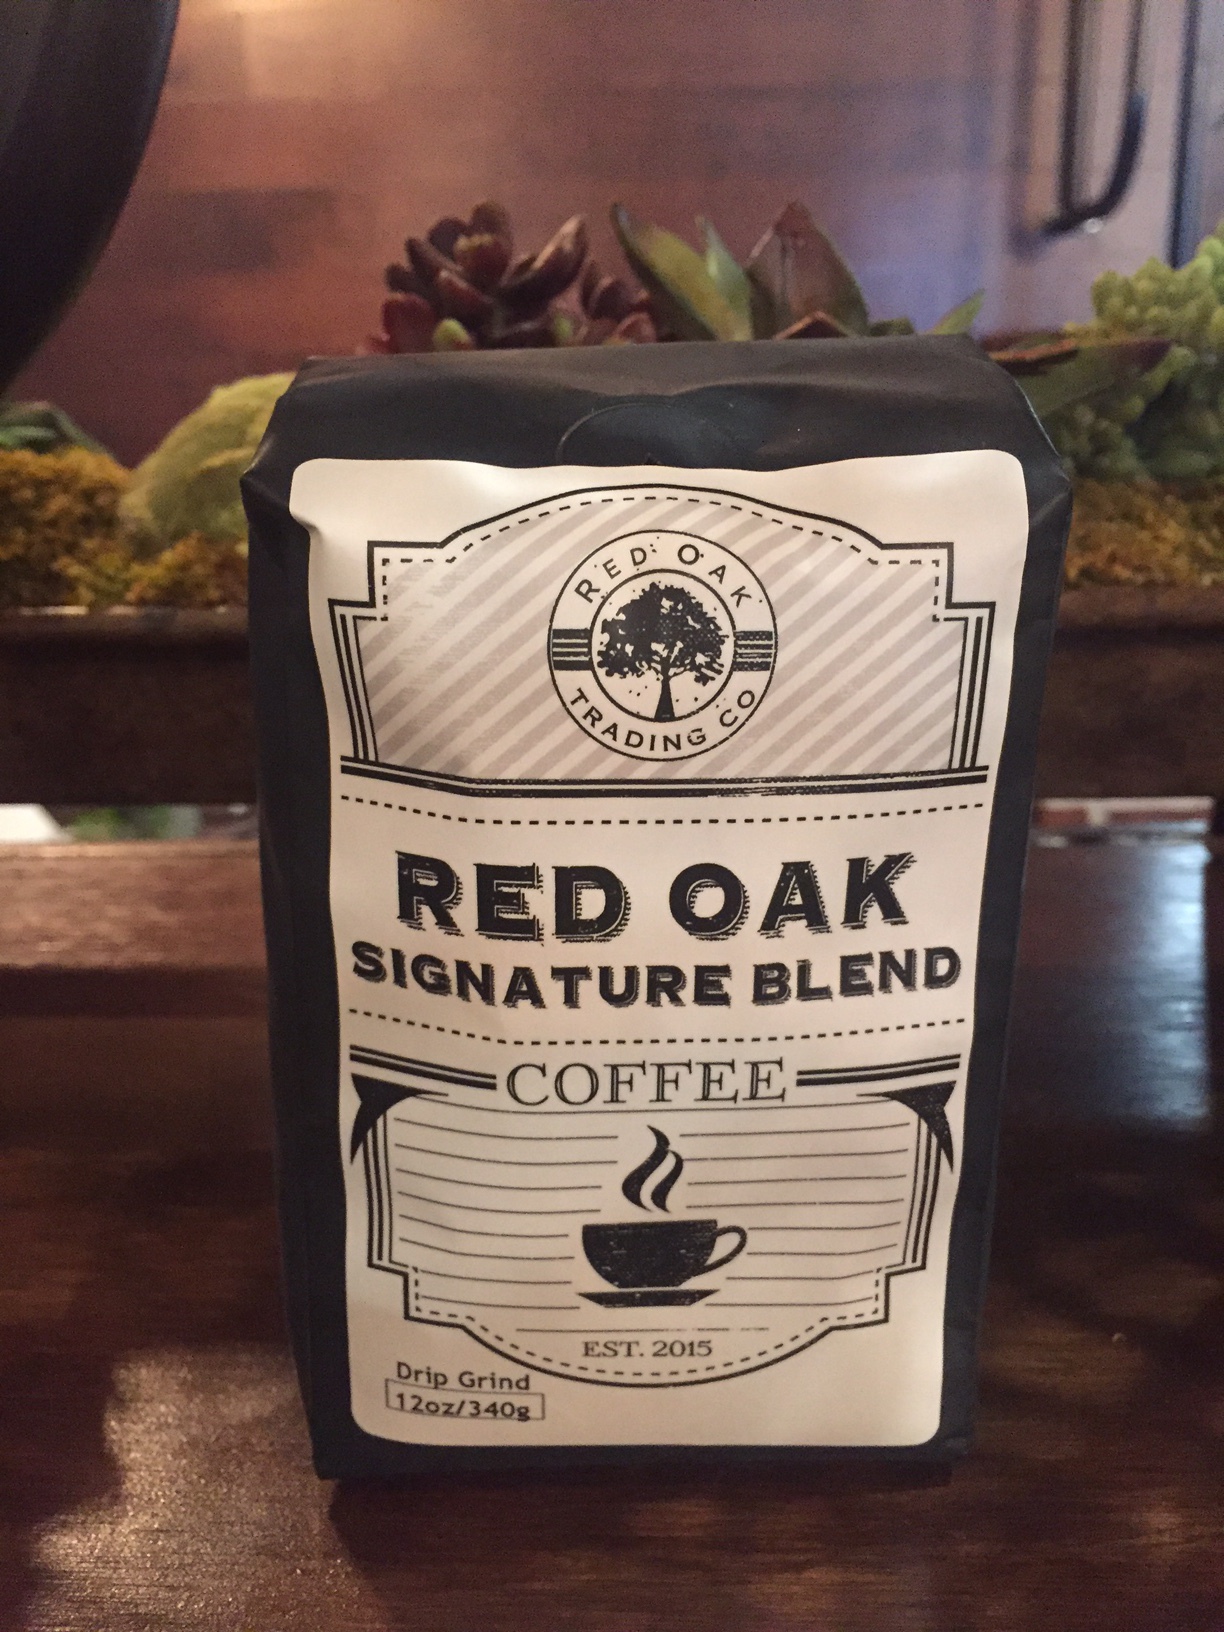 RED OAK
TRADING CO
RED OAK
SIGNATURE BLEND
COFFEE
EST. 2015
Drip Grind
12oz/340g